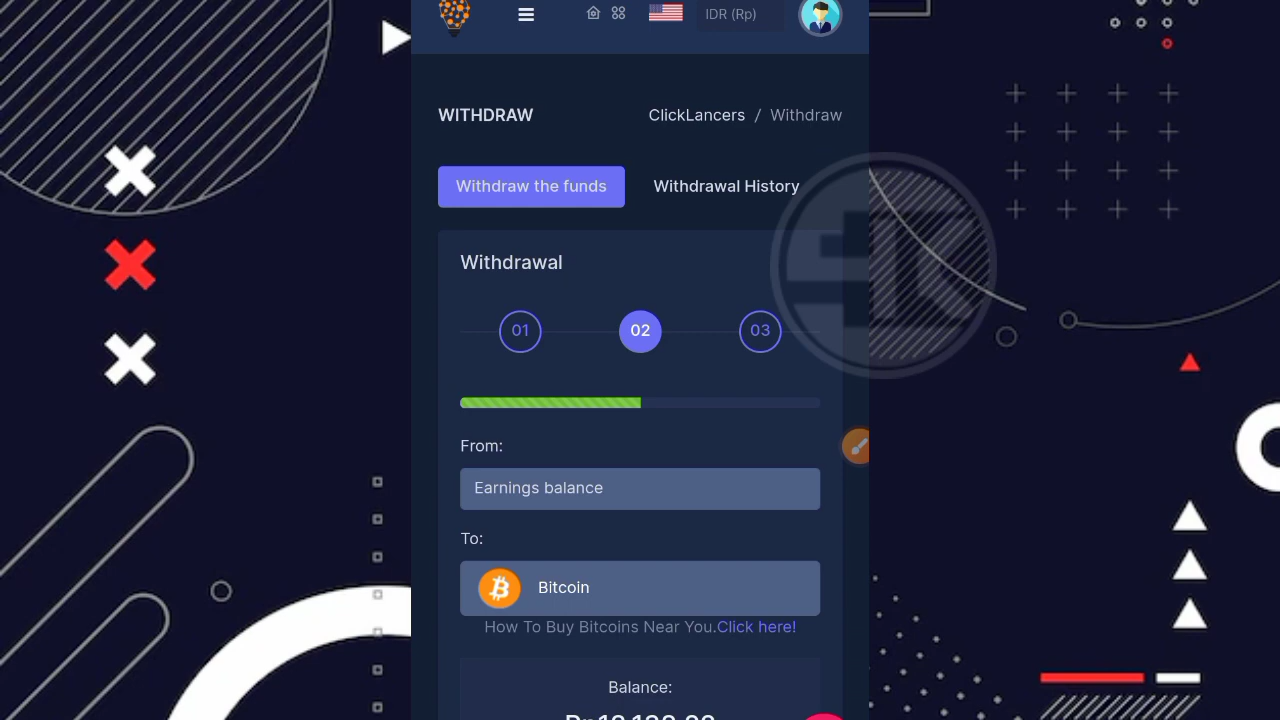 IDR (Rp)
WITHDRAW
ClickLancers / Withdraw
Withdraw the funds
Withdrawal History
Withdrawal
01
02
03
From:
Earnings balance
To:
Bitcoin
How To Buy Bitcoins Near You.Click here!
Balance: